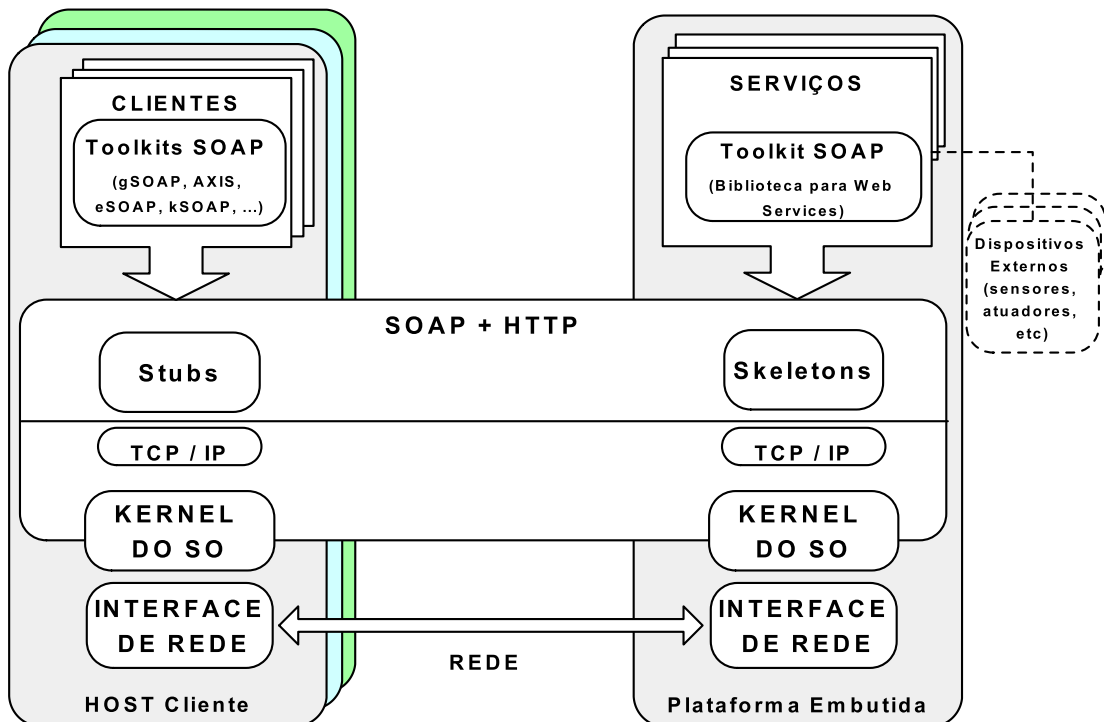 CLIENTES
Toolkits SOAP
(gSOAP, AXIS,
eSOAP, kSOAP, ...)
SERVIÇOS
Toolkit SOAP
(Biblioteca para Web
Services)
Dispositivos
Externos
(sensores,
atuadores,
etc)
SOAP + HTTP
Stubs
Skeletons
TCP / IP
TCP / IP
KERNEL
DO SO
KERNEL
DO SO
INTERFACE
DE REDE
INTERFACE
DE REDE
REDE
HOST Cliente
Plataforma Embutida